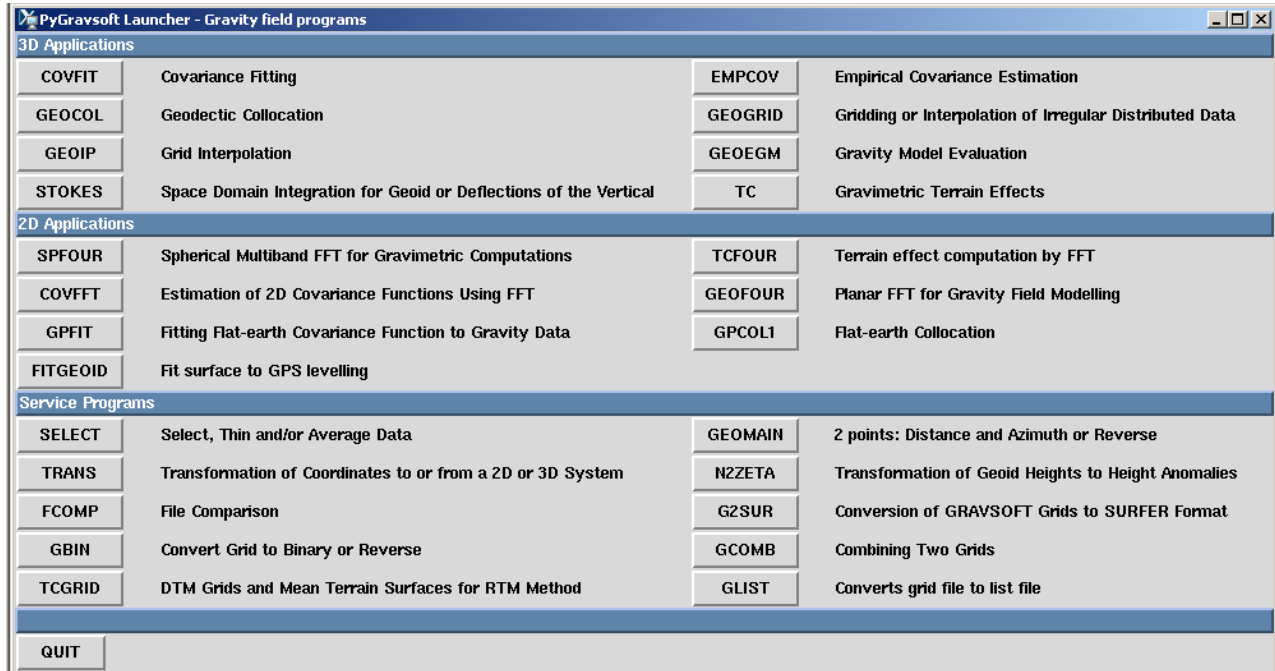 PyGravsoft Launcher - Gravity field programs
3D Applications
COVFIT Covariance Fitting EMPCOV Empirical Covariance Estimation
GEOCOL Geodectic Collocation GEOGRID Gridding or Interpolation of Irregular Distributed Data
GEOIP Grid Interpolation GEOEGM Gravity Model Evaluation
STOKES Space Domain Integration for Geoid or Deflections of the Vertical TC Gravimetric Terrain Effects
2D Applications
SPFOUR Spherical Multiband FFT for Gravimetric Computations TCFOUR Terrain effect computation by FFT
COVFFT Estimation of 2D Covariance Functions Using FFT GEOFOUR Planar FFT for Gravity Field Modelling
GPFIT Fitting Flat-earth Covariance Function to Gravity Data GPCOL1 Flat-earth Collocation
FITGEOID Fit surface to GPS levelling
Service Programs
SELECT Select, Thin and/or Average Data GEOMAIN 2 points: Distance and Azimuth or Reverse
TRANS Transformation of Coordinates to or from a 2D or 3D System N2ZETA Transformation of Geoid Heights to Height Anomalies
FCOMP File Comparison G2SUR Conversion of GRAVSOFT Grids to SURFER Format
GBIN Convert Grid to Binary or Reverse GCOMB Combining Two Grids
TCGRID DTM Grids and Mean Terrain Surfaces for RTM Method GLIST Converts grid file to list file
QUIT